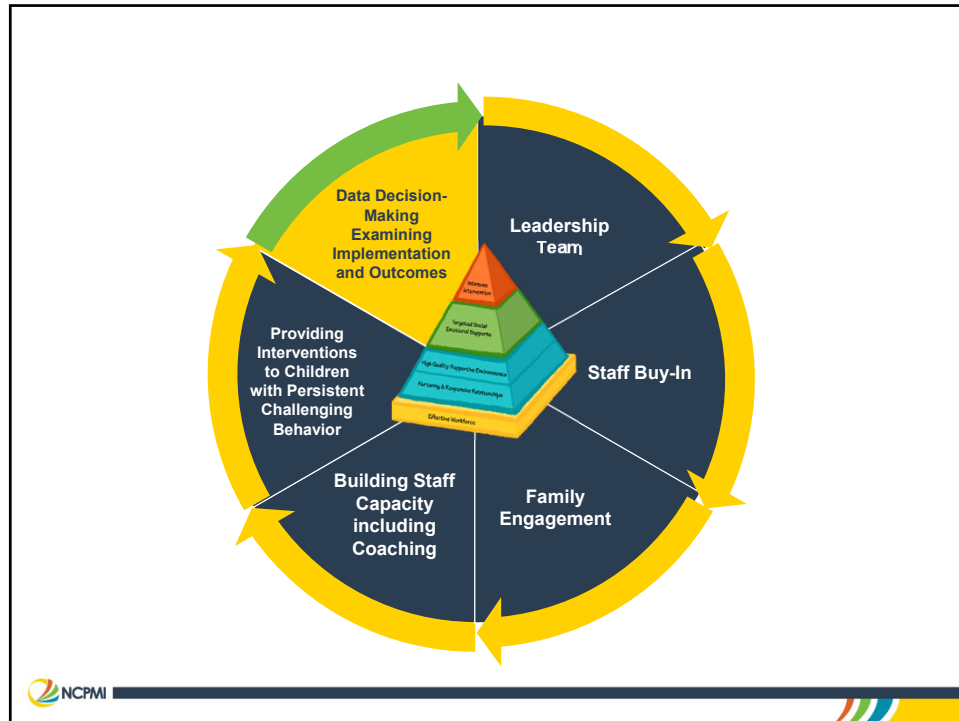 Data Decision-
Making
Examining
Implementation
and Outcomes
Leadership
Team
Staff Buy-In
Family
Engagement
Building Staff
Capacity
including
Coaching
Providing
Interventions
to Children
with Persistent
Challenging
Behavior
Intensive
Intervention
Targeted Social
Emotional Supports
High Quality Supportive Environments
Nurturing & Responsive Relationships
Effective Workforce
NCPMI